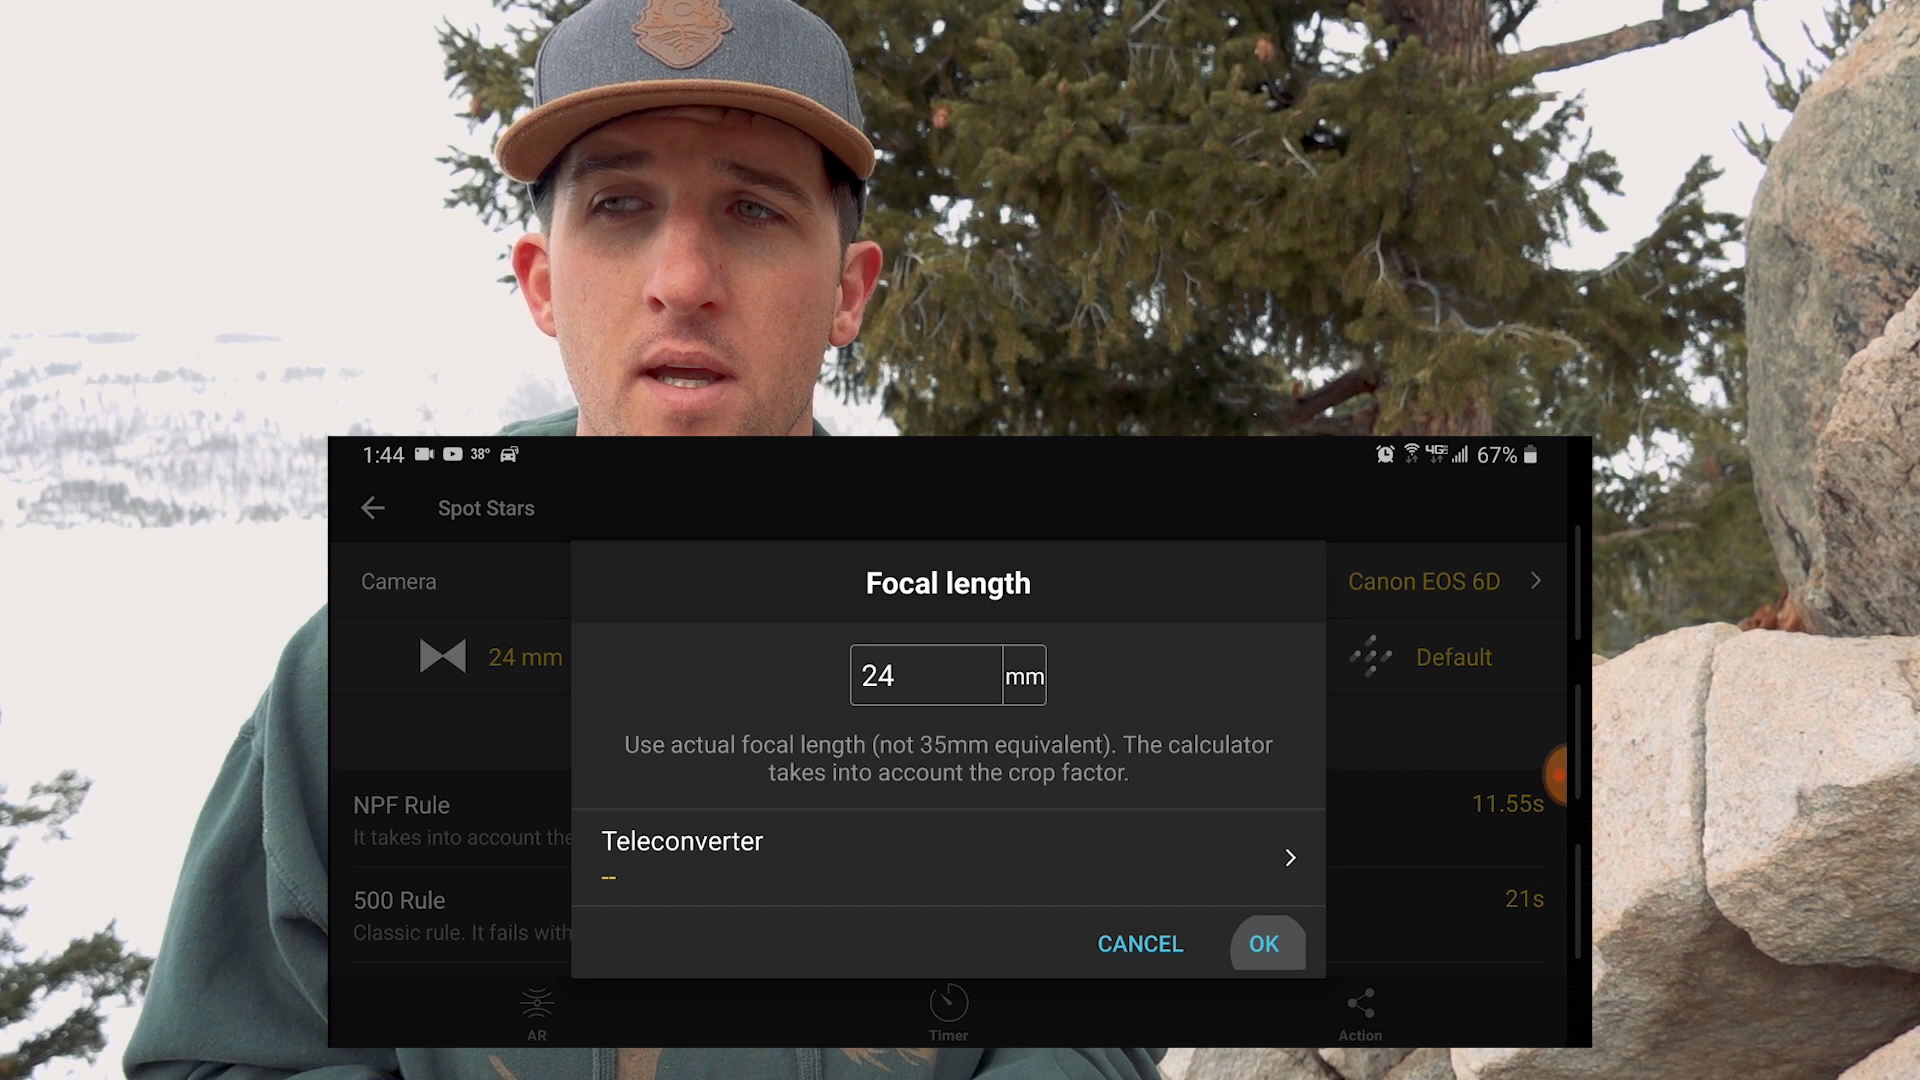 1:44 38° 4GE 67%
Spot Stars
Camera Canon EOS 6D
24 mm Default
Focal length
24 mm
Use actual focal length (not 35mm equivalent). The calculator
takes into account the crop factor.
NPF Rule 11.55s
It takes into account the
Teleconverter
--
500 Rule 21s
Classic rule. It fails with
CANCEL OK
AR Timer Action